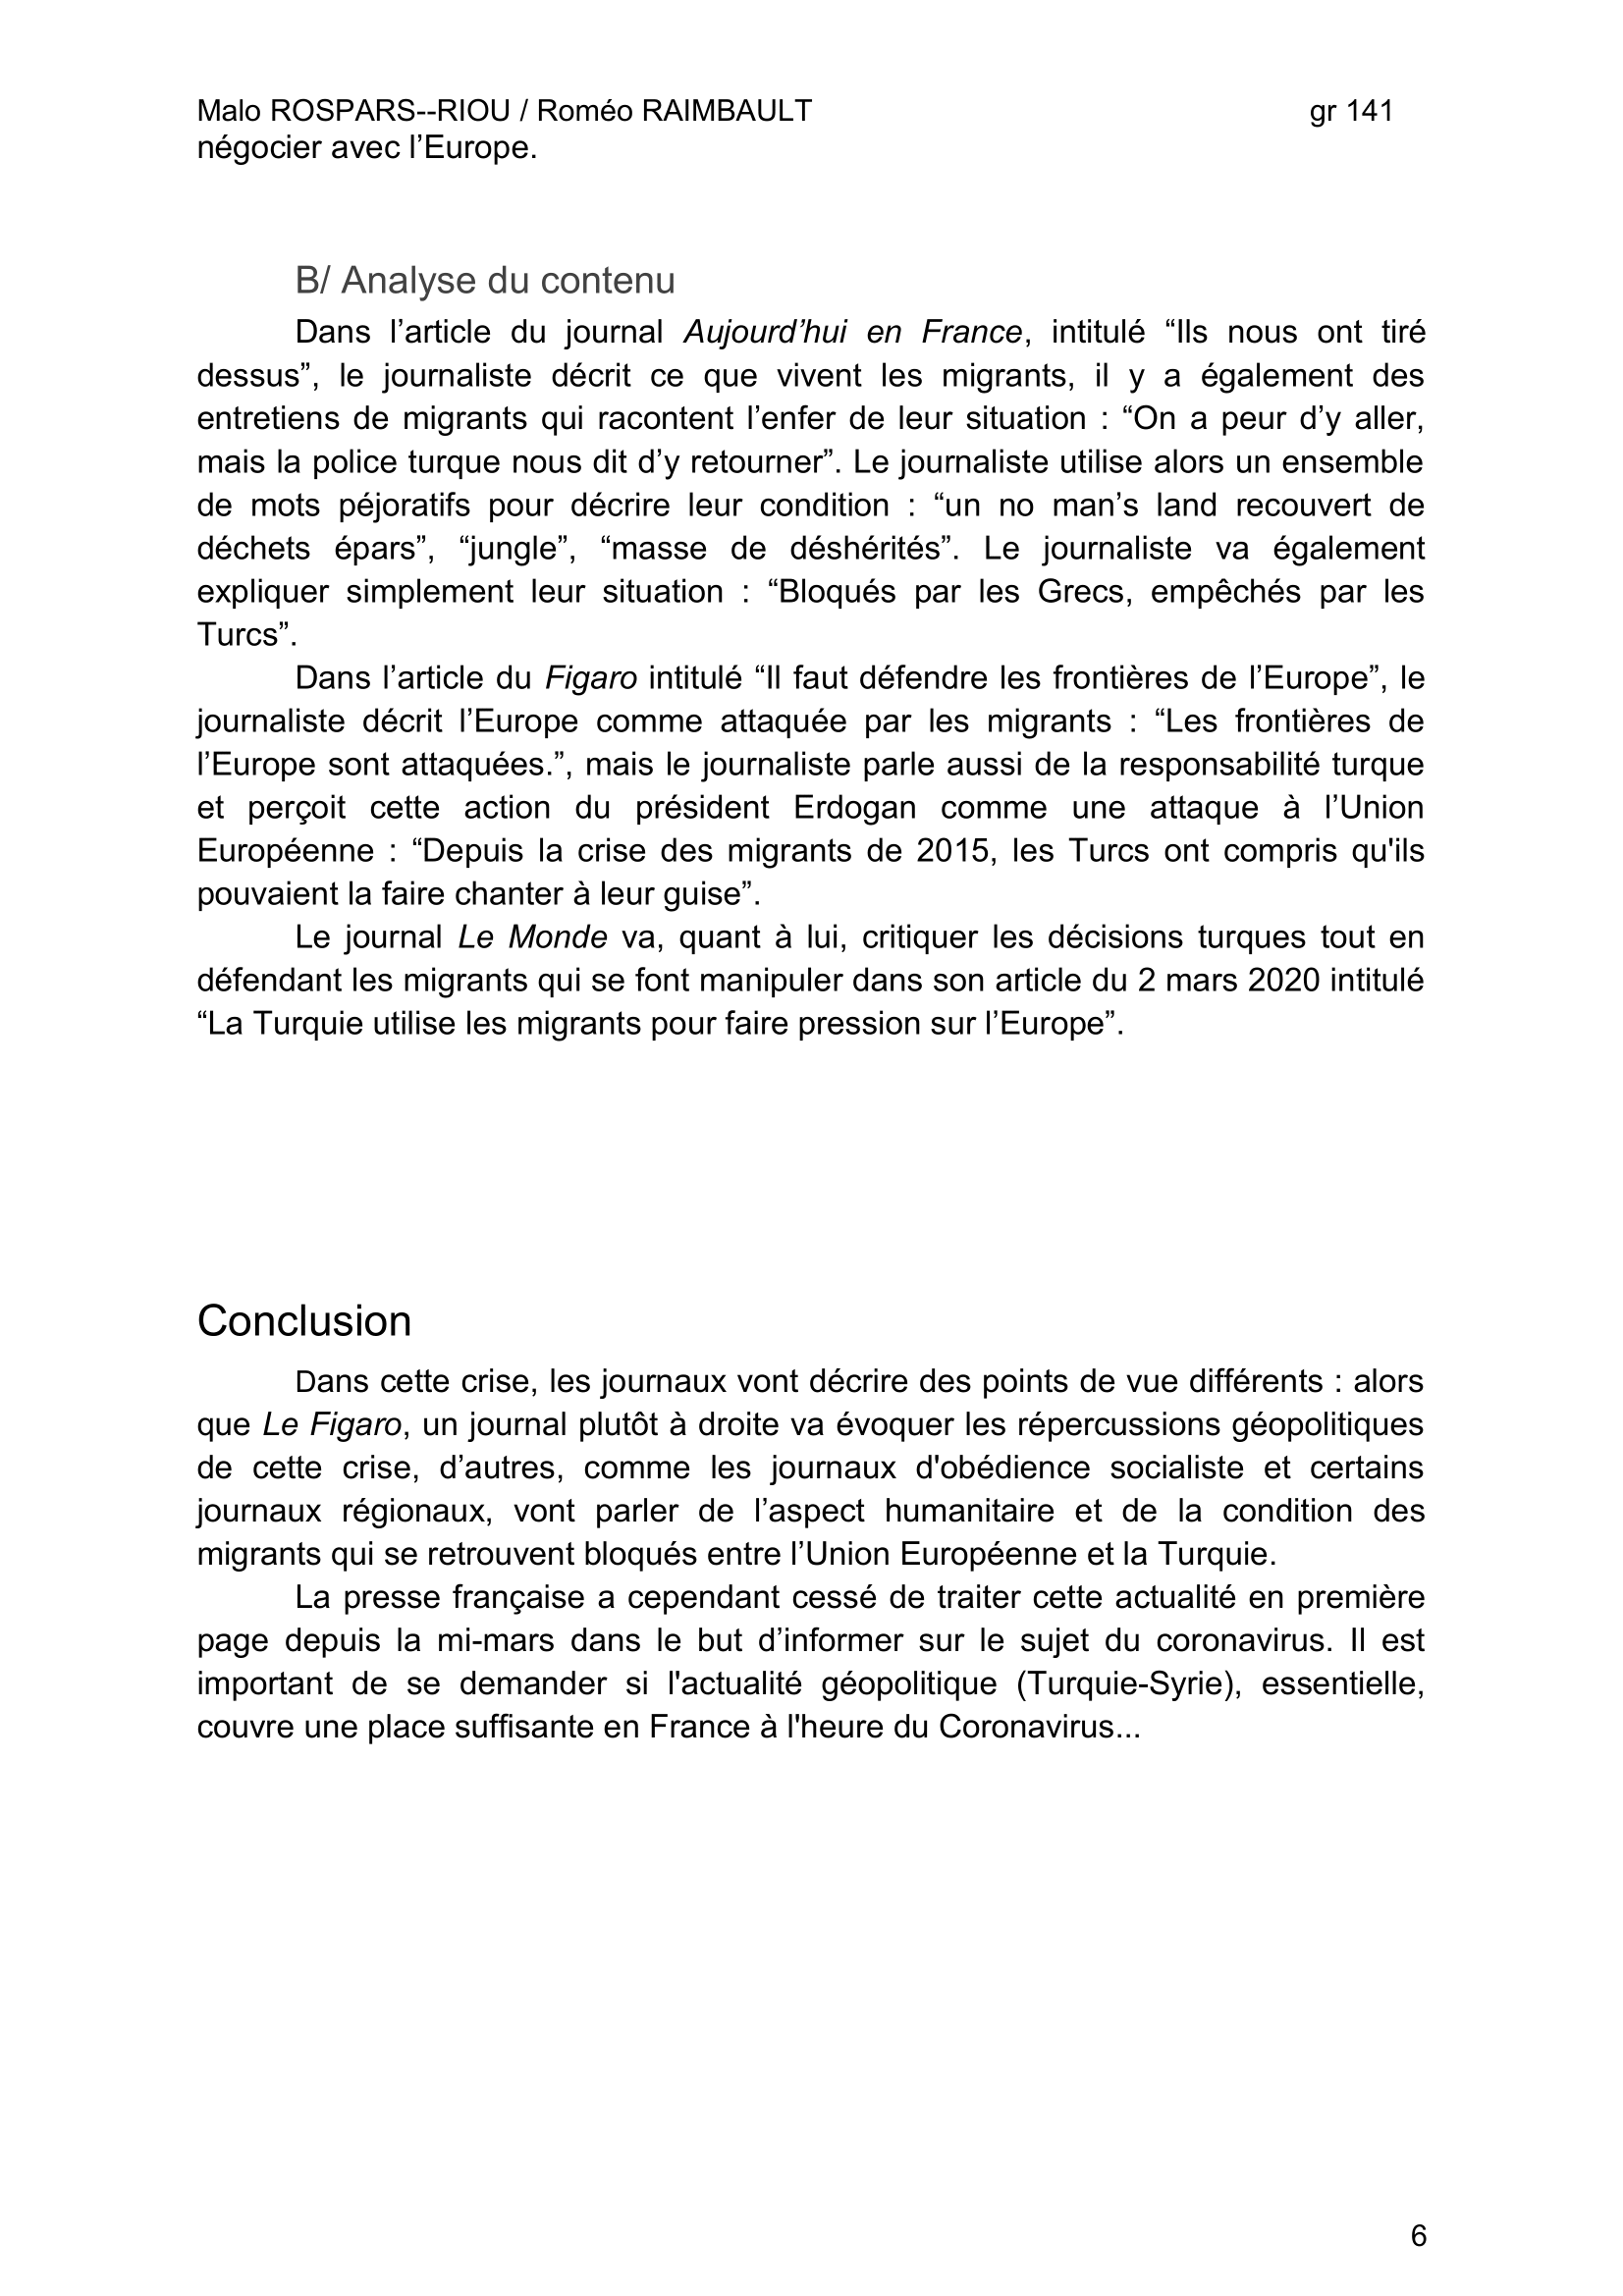 Malo ROSPARS--RIOU / Roméo RAIMBAULT gr 141
négocier avec l’Europe.
B/ Analyse du contenu
Dans l’article du journal Aujourd’hui en France, intitulé “Ils nous ont tiré
dessus”, le journaliste décrit ce que vivent les migrants, il y a également des
entretiens de migrants qui racontent l’enfer de leur situation : “On a peur d’y aller,
mais la police turque nous dit d’y retourner”. Le journaliste utilise alors un ensemble
de mots péjoratifs pour décrire leur condition : “un no man’s land recouvert de
déchets épars”, “jungle”, “masse de déshérités”. Le journaliste va également
expliquer simplement leur situation : “Bloqués par les Grecs, empêchés par les
Turcs”.
Dans l’article du Figaro intitulé “Il faut défendre les frontières de l’Europe”, le
journaliste décrit l’Europe comme attaquée par les migrants : “Les frontières de
l’Europe sont attaquées.”, mais le journaliste parle aussi de la responsabilité turque
et perçoit cette action du président Erdogan comme une attaque à l’Union
Européenne : “Depuis la crise des migrants de 2015, les Turcs ont compris qu'ils
pouvaient la faire chanter à leur guise”.
Le journal Le Monde va, quant à lui, critiquer les décisions turques tout en
défendant les migrants qui se font manipuler dans son article du 2 mars 2020 intitulé
“La Turquie utilise les migrants pour faire pression sur l’Europe”.
Conclusion
Dans cette crise, les journaux vont décrire des points de vue différents : alors
que Le Figaro, un journal plutôt à droite va évoquer les répercussions géopolitiques
de cette crise, d’autres, comme les journaux d'obédience socialiste et certains
journaux régionaux, vont parler de l’aspect humanitaire et de la condition des
migrants qui se retrouvent bloqués entre l’Union Européenne et la Turquie.
La presse française a cependant cessé de traiter cette actualité en première
page depuis la mi-mars dans le but d’informer sur le sujet du coronavirus. Il est
important de se demander si l'actualité géopolitique (Turquie-Syrie), essentielle,
couvre une place suffisante en France à l'heure du Coronavirus...
6